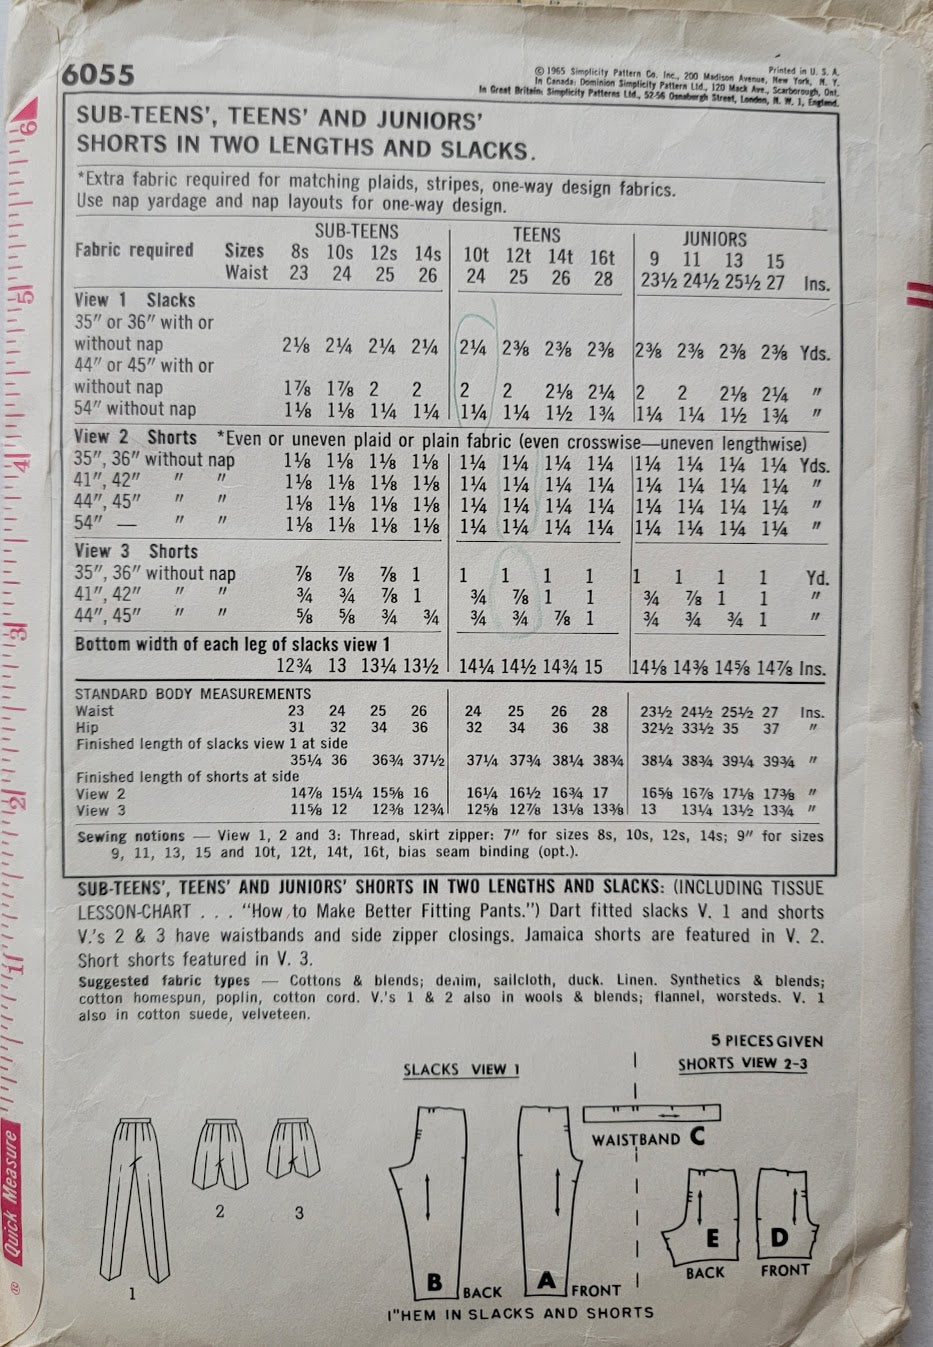 6055
© 1965 Simplicity Pattern Co. Inc., 200 Madison Avenue, New York, N. Y. Printed in U. S. A.
In Canada: Dominion Simplicity Pattern Ltd., 120 Mack Ave., Scarborough, Ont.
In Great Britain: Simplicity Patterns Ltd., 52-56 Osnaburgh Street, London, N. W. 1, England.
SUB-TEENS', TEENS' AND JUNIORS'
SHORTS IN TWO LENGTHS AND SLACKS.
*Extra fabric required for matching plaids, stripes, one-way design fabrics.
Use nap yardage and nap layouts for one-way design.
SUB-TEENS TEENS JUNIORS
Fabric required Sizes 8s 10s 12s 14s 10t 12t 14t 16t 9 11 13 15
Waist 23 24 25 26 24 25 26 28 23½ 24½ 25½ 27 Ins.
View 1 Slacks
35" or 36" with or
without nap 2⅛ 2¼ 2¼ 2¼ 2¼ 2⅜ 2⅜ 2⅜ 2⅜ 2⅜ 2⅜ 2⅜ Yds.
44" or 45" with or
without nap 1⅞ 1⅞ 2 2 2 2 2⅛ 2¼ 2 2 2⅛ 2¼ "
54" without nap 1⅛ 1⅛ 1¼ 1¼ 1¼ 1¼ 1½ 1¾ 1¼ 1¼ 1½ 1¾ "
View 2 Shorts *Even or uneven plaid or plain fabric (even crosswise—uneven lengthwise)
35", 36" without nap 1⅛ 1⅛ 1⅛ 1⅛ 1¼ 1¼ 1¼ 1¼ 1¼ 1¼ 1¼ 1¼ Yds.
41", 42" " " 1⅛ 1⅛ 1⅛ 1⅛ 1¼ 1¼ 1¼ 1¼ 1¼ 1¼ 1¼ 1¼ "
44", 45" " " 1⅛ 1⅛ 1⅛ 1⅛ 1¼ 1¼ 1¼ 1¼ 1¼ 1¼ 1¼ 1¼ "
54" — " " 1⅛ 1⅛ 1⅛ 1⅛ 1¼ 1¼ 1¼ 1¼ 1¼ 1¼ 1¼ 1¼ "
View 3 Shorts
35", 36" without nap ⅞ ⅞ ⅞ 1 1 1 1 1 1 1 1 1 Yd.
41", 42" " " ¾ ¾ ⅞ 1 ¾ ⅞ 1 1 ¾ ⅞ 1 1 "
44", 45" " " ⅝ ⅝ ¾ ¾ ¾ ¾ ⅞ 1 ¾ ¾ ¾ 1 "
Bottom width of each leg of slacks view 1
12¾ 13 13¼ 13½ 14¼ 14½ 14¾ 15 14⅛ 14⅜ 14⅝ 14⅞ Ins.
STANDARD BODY MEASUREMENTS
Waist 23 24 25 26 24 25 26 28 23½ 24½ 25½ 27 Ins.
Hip 31 32 34 36 32 34 36 38 32½ 33½ 35 37 "
Finished length of slacks view 1 at side
35¼ 36 36¾ 37½ 37¼ 37¾ 38¼ 38¾ 38¼ 38¾ 39¼ 39¾ "
Finished length of shorts at side
View 2 14⅞ 15¼ 15⅝ 16 16¼ 16½ 16¾ 17 16⅝ 16⅞ 17⅛ 17⅜ "
View 3 11⅝ 12 12⅜ 12¾ 12⅝ 12⅞ 13⅛ 13⅜ 13 13¼ 13½ 13¾ "
Sewing notions — View 1, 2 and 3: Thread, skirt zipper: 7" for sizes 8s, 10s, 12s, 14s; 9" for sizes
9, 11, 13, 15 and 10t, 12t, 14t, 16t, bias seam binding (opt.).
SUB-TEENS', TEENS' AND JUNIORS' SHORTS IN TWO LENGTHS AND SLACKS: (INCLUDING TISSUE
LESSON-CHART . . . "How to Make Better Fitting Pants.") Dart fitted slacks V. 1 and shorts
V.'s 2 & 3 have waistbands and side zipper closings. Jamaica shorts are featured in V. 2.
Short shorts featured in V. 3.
Suggested fabric types — Cottons & blends; denim, sailcloth, duck. Linen. Synthetics & blends;
cotton homespun, poplin, cotton cord. V.'s 1 & 2 also in wools & blends; flannel, worsteds. V. 1
also in cotton suede, velveteen.
5 PIECES GIVEN
SLACKS VIEW 1
SHORTS VIEW 2-3
WAISTBAND C
1
2
3
B BACK
A FRONT
E
BACK
D
FRONT
1"HEM IN SLACKS AND SHORTS
6
5
4
3
2
1
Quick Measure
®